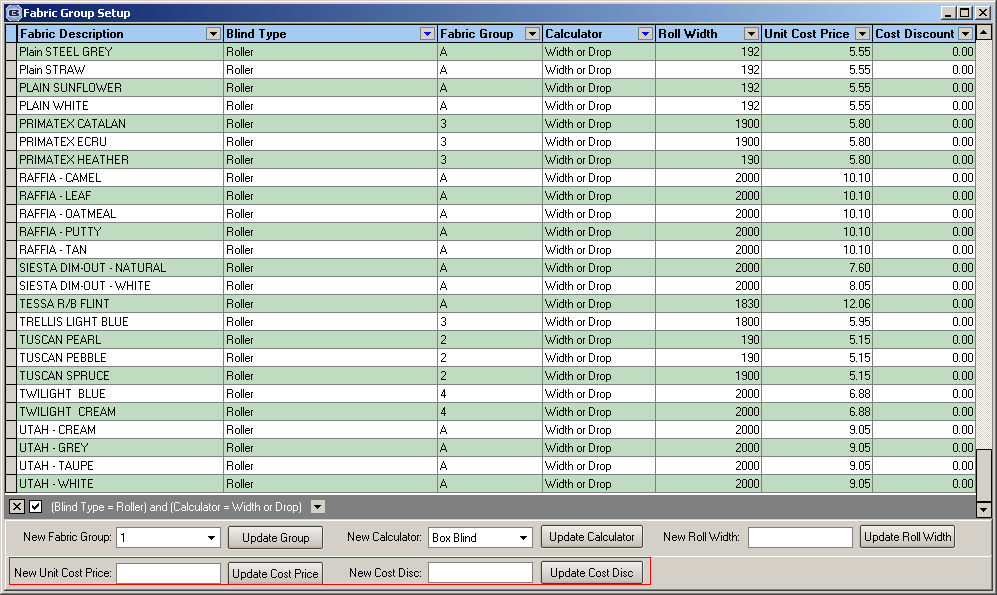 Fabric Group Setup
Fabric Description Blind Type Fabric Group Calculator Roll Width Unit Cost Price Cost Discount
Plain STEEL GREY Roller A Width or Drop 192 5.55 0.00
Plain STRAW Roller A Width or Drop 192 5.55 0.00
PLAIN SUNFLOWER Roller A Width or Drop 192 5.55 0.00
PLAIN WHITE Roller A Width or Drop 192 5.55 0.00
PRIMATEX CATALAN Roller 3 Width or Drop 1900 5.80 0.00
PRIMATEX ECRU Roller 3 Width or Drop 1900 5.80 0.00
PRIMATEX HEATHER Roller 3 Width or Drop 190 5.80 0.00
RAFFIA - CAMEL Roller A Width or Drop 2000 10.10 0.00
RAFFIA - LEAF Roller A Width or Drop 2000 10.10 0.00
RAFFIA - OATMEAL Roller A Width or Drop 2000 10.10 0.00
RAFFIA - PUTTY Roller A Width or Drop 2000 10.10 0.00
RAFFIA - TAN Roller A Width or Drop 2000 10.10 0.00
SIESTA DIM-OUT - NATURAL Roller A Width or Drop 2000 7.60 0.00
SIESTA DIM-OUT - WHITE Roller A Width or Drop 2000 8.05 0.00
TESSA R/B FLINT Roller A Width or Drop 1830 12.06 0.00
TRELLIS LIGHT BLUE Roller 3 Width or Drop 1800 5.95 0.00
TUSCAN PEARL Roller 2 Width or Drop 190 5.15 0.00
TUSCAN PEBBLE Roller 2 Width or Drop 190 5.15 0.00
TUSCAN SPRUCE Roller 2 Width or Drop 1900 5.15 0.00
TWILIGHT  BLUE Roller 4 Width or Drop 2000 6.88 0.00
TWILIGHT  CREAM Roller 4 Width or Drop 2000 6.88 0.00
UTAH - CREAM Roller A Width or Drop 2000 9.05 0.00
UTAH - GREY Roller A Width or Drop 2000 9.05 0.00
UTAH - TAUPE Roller A Width or Drop 2000 9.05 0.00
UTAH - WHITE Roller A Width or Drop 2000 9.05 0.00
(Blind Type = Roller) and (Calculator = Width or Drop)
New Fabric Group: 1 Update Group New Calculator: Box Blind Update Calculator New Roll Width: Update Roll Width
New Unit Cost Price: Update Cost Price New Cost Disc: Update Cost Disc